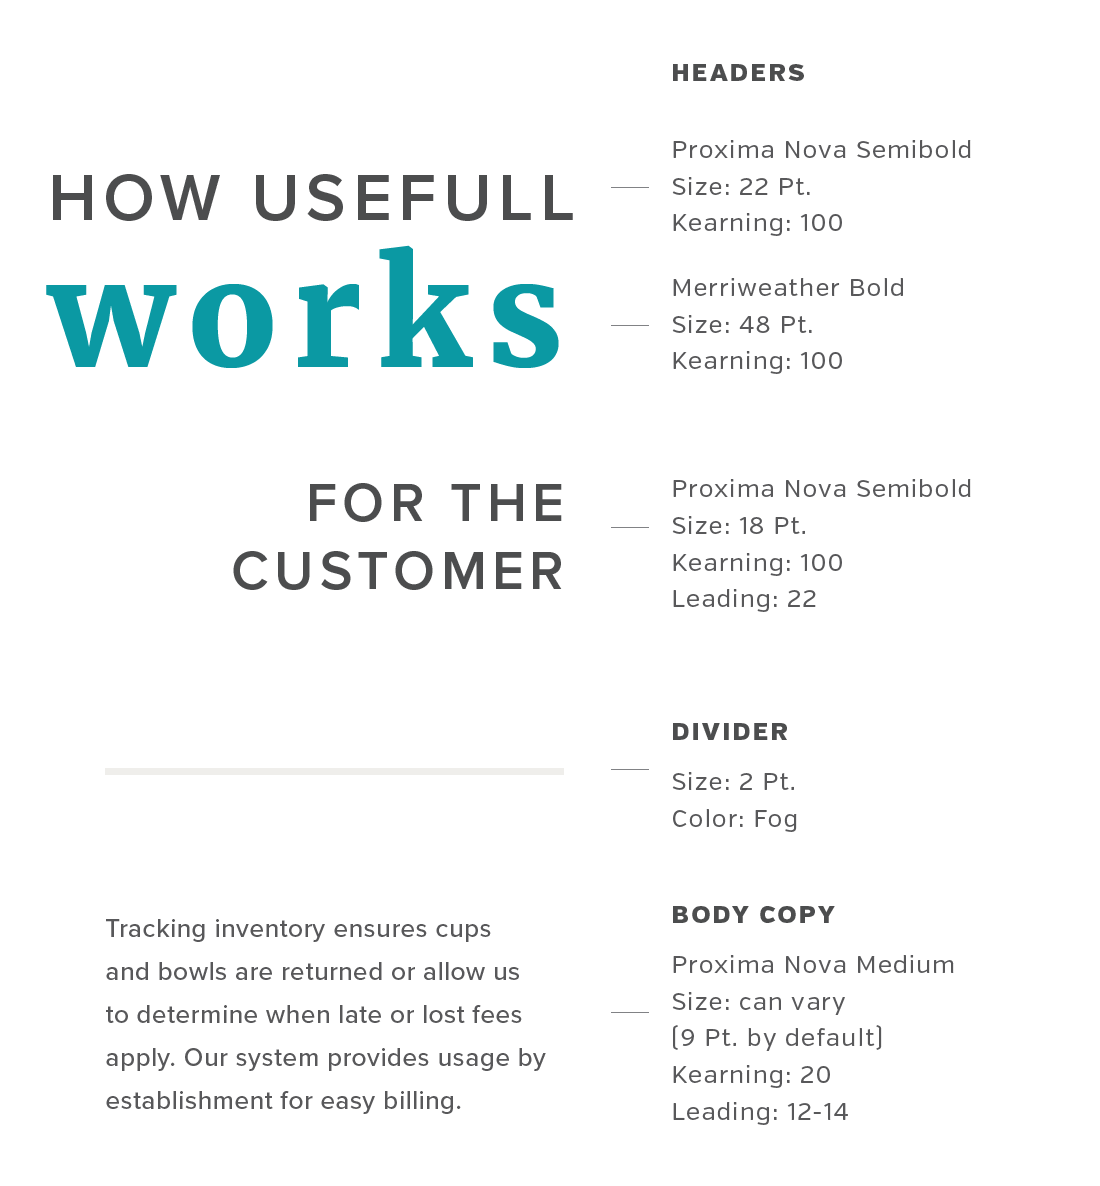 HEADERS
HOW USEFULL
works
Proxima Nova Semibold
Size: 22 Pt.
Kearning: 100
Merriweather Bold
Size: 48 Pt.
Kearning: 100
FOR THE
CUSTOMER
Proxima Nova Semibold
Size: 18 Pt.
Kearning: 100
Leading: 22
DIVIDER
Size: 2 Pt.
Color: Fog
BODY COPY
Tracking inventory ensures cups
and bowls are returned or allow us
to determine when late or lost fees
apply. Our system provides usage by
establishment for easy billing.
Proxima Nova Medium
Size: can vary
(9 Pt. by default)
Kearning: 20
Leading: 12-14